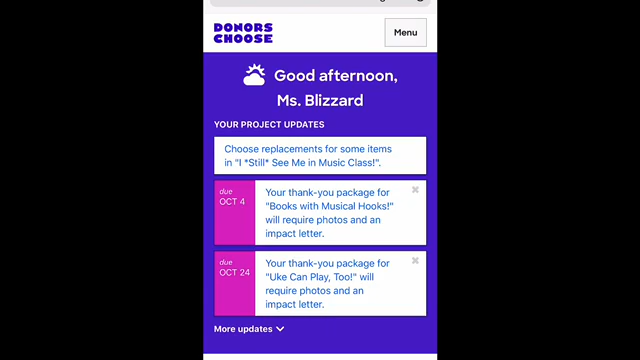 DONORS
CHOOSE
Menu
Good afternoon,
Ms. Blizzard
YOUR PROJECT UPDATES
Choose replacements for some items
in "I *Still* See Me in Music Class!".
due
OCT 4
Your thank-you package for
"Books with Musical Hooks!"
will require photos and an
impact letter.
due
OCT 24
Your thank-you package for
"Uke Can Play, Too!" will
require photos and an
impact letter.
More updates